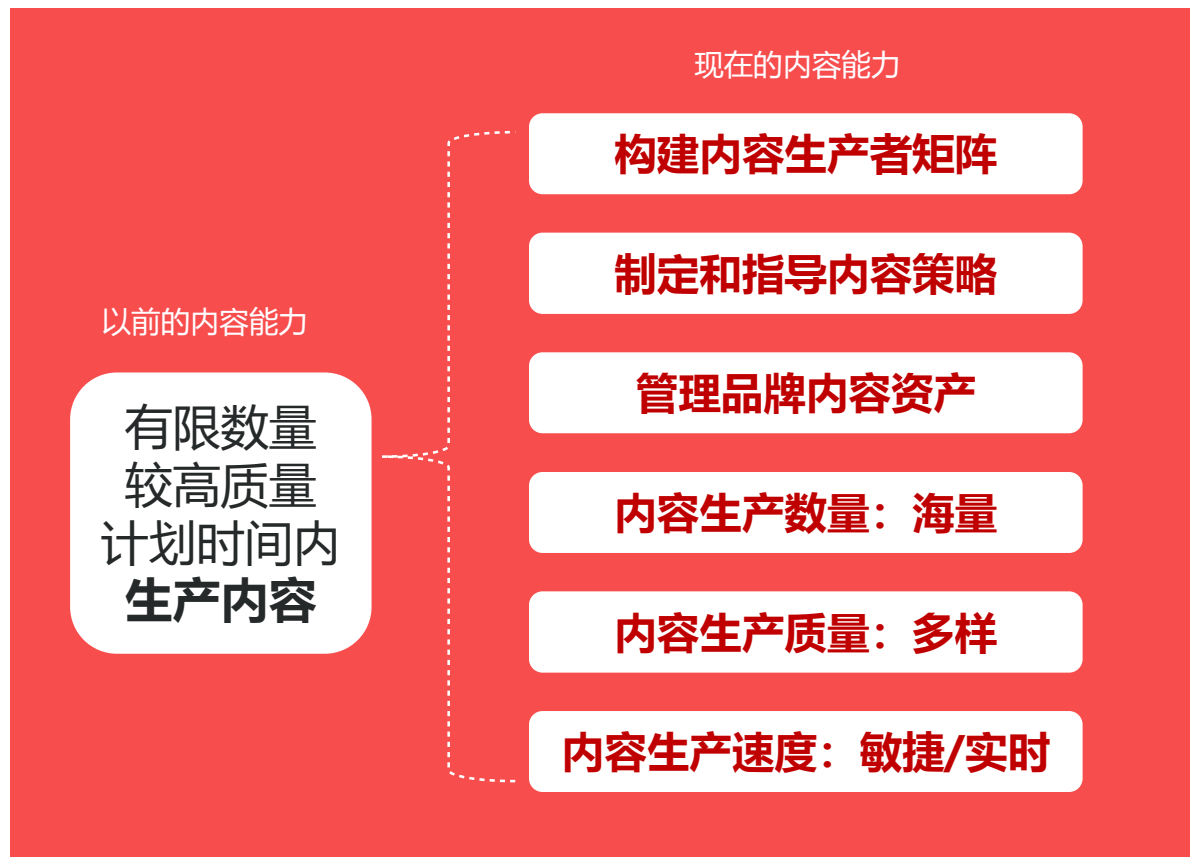 以前的内容能力
有限数量
较高质量
计划时间内
生产内容
现在的内容能力
构建内容生产者矩阵
制定和指导内容策略
管理品牌内容资产
内容生产数量：海量
内容生产质量：多样
内容生产速度：敏捷/实时